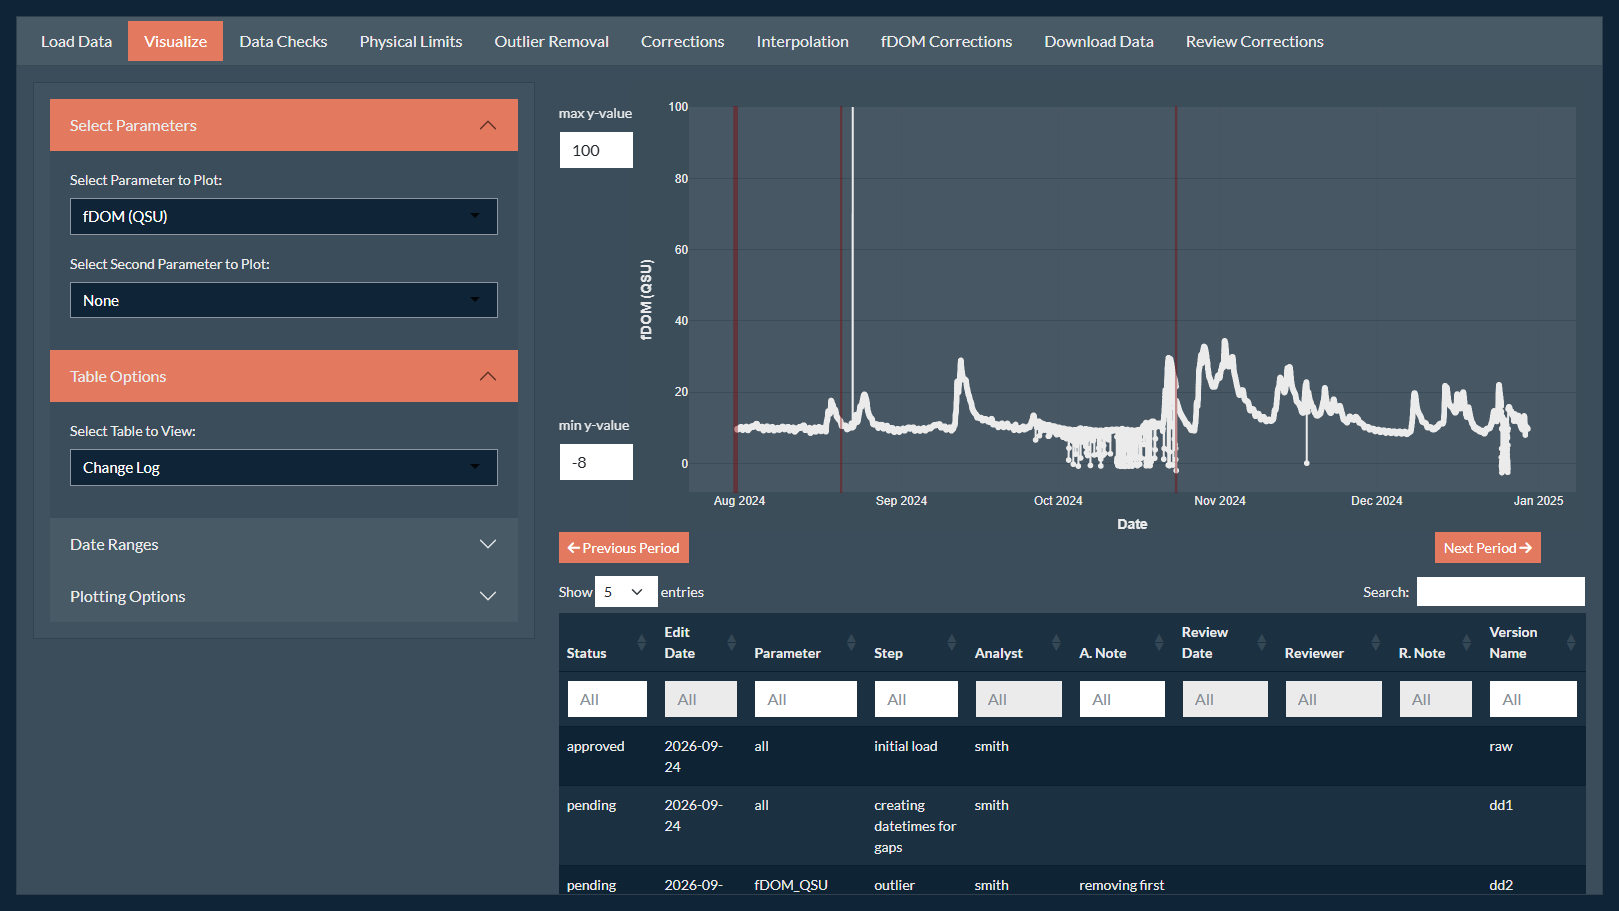 Load Data Visualize Data Checks Physical Limits Outlier Removal Corrections Interpolation fDOM Corrections Download Data Review Corrections
Select Parameters
Select Parameter to Plot:
fDOM (QSU)
Select Second Parameter to Plot:
None
Table Options
Select Table to View:
Change Log
Date Ranges
Plotting Options
max y-value
100
min y-value
-8
fDOM (QSU)
100
80
60
40
20
0
Aug 2024 Sep 2024 Oct 2024 Nov 2024 Dec 2024 Jan 2025
Date
Previous Period Next Period
Show 5 entries Search:
Status Edit Date Parameter Step Analyst A. Note Review Date Reviewer R. Note Version Name
All All All All All All All All All All
approved 2026-09-24 all initial load smith raw
pending 2026-09-24 all creating datetimes for gaps smith dd1
pending 2026-09- fDOM_QSU outlier smith removing first dd2